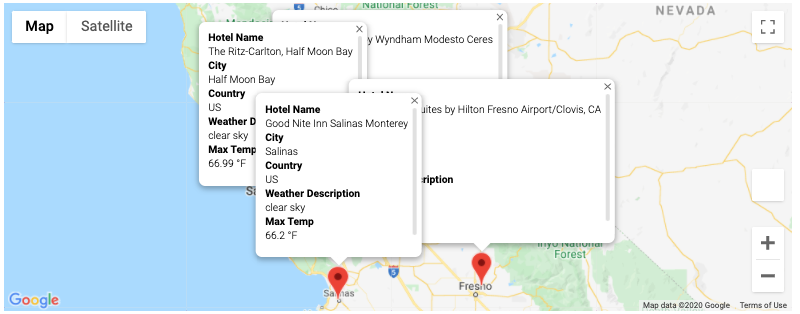 Map
Satellite
NEVADA
National Forest
Hotel Name
The Ritz-Carlton, Half Moon Bay
City
Half Moon Bay
Country
US
Weather D
clear sky
Max Temp
66.99 °F
y Wyndham Modesto Ceres
uites by Hilton Fresno Airport/Clovis, CA
ription
Hotel Name
Good Nite Inn Salinas Monterey
City
Salinas
Country
US
Weather Description
clear sky
Max Temp
66.2 °F
Inyo National
Forest
5
Salinas
Fresno
Google
Map data ©2020 Google
Terms of Use